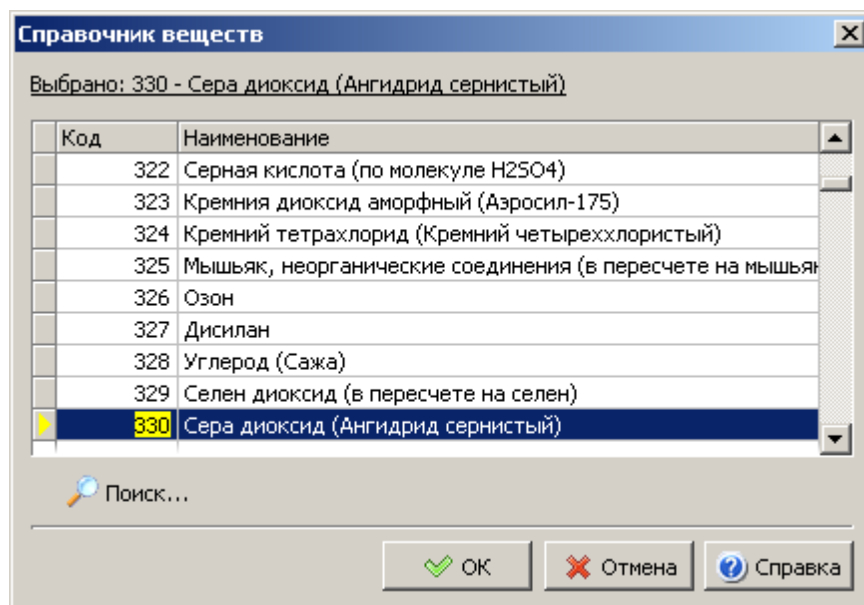 Справочник веществ
Выбрано: 330 - Сера диоксид (Ангидрид сернистый)
Код Наименование
322 Серная кислота (по молекуле H2SO4)
323 Кремния диоксид аморфный (Аэросил-175)
324 Кремний тетрахлорид (Кремний четыреххлористый)
325 Мышьяк, неорганические соединения (в пересчете на мышьяк
326 Озон
327 Дисилан
328 Углерод (Сажа)
329 Селен диоксид (в пересчете на селен)
330 Сера диоксид (Ангидрид сернистый)
Поиск...
ОК Отмена Справка